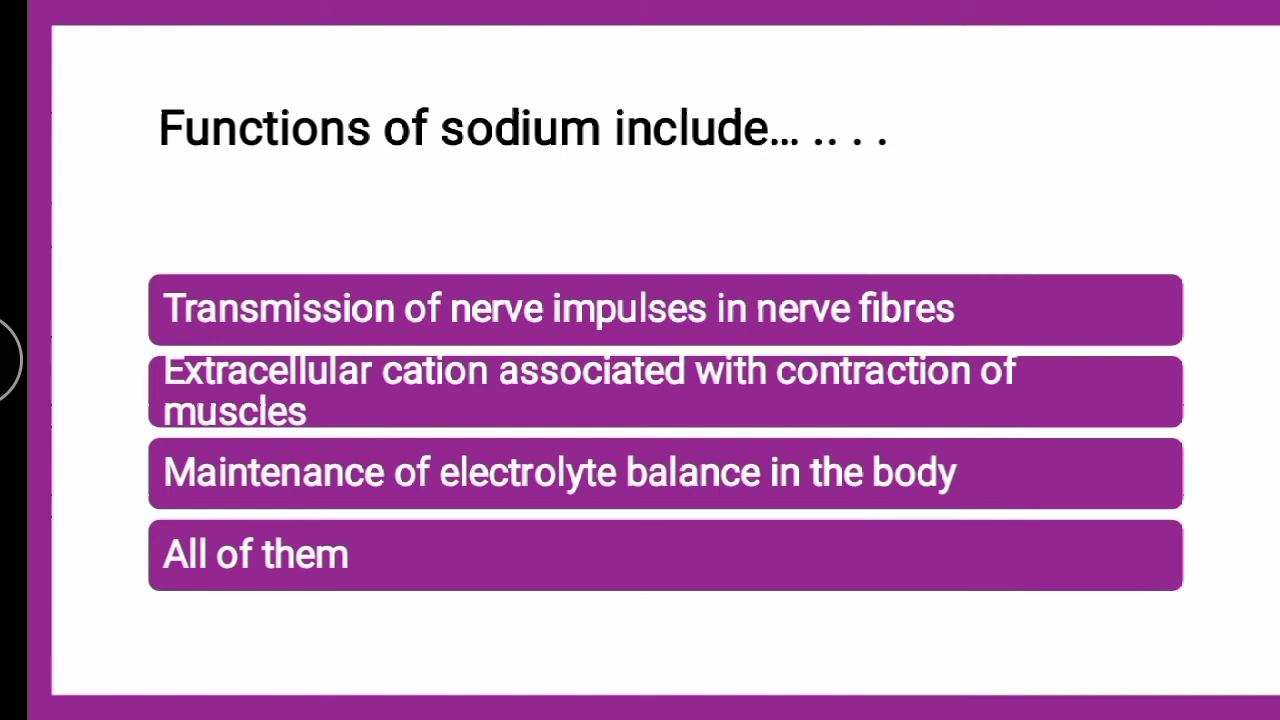 Functions of sodium include... .. . .
Transmission of nerve impulses in nerve fibres
Extracellular cation associated with contraction of
muscles
Maintenance of electrolyte balance in the body
All of them